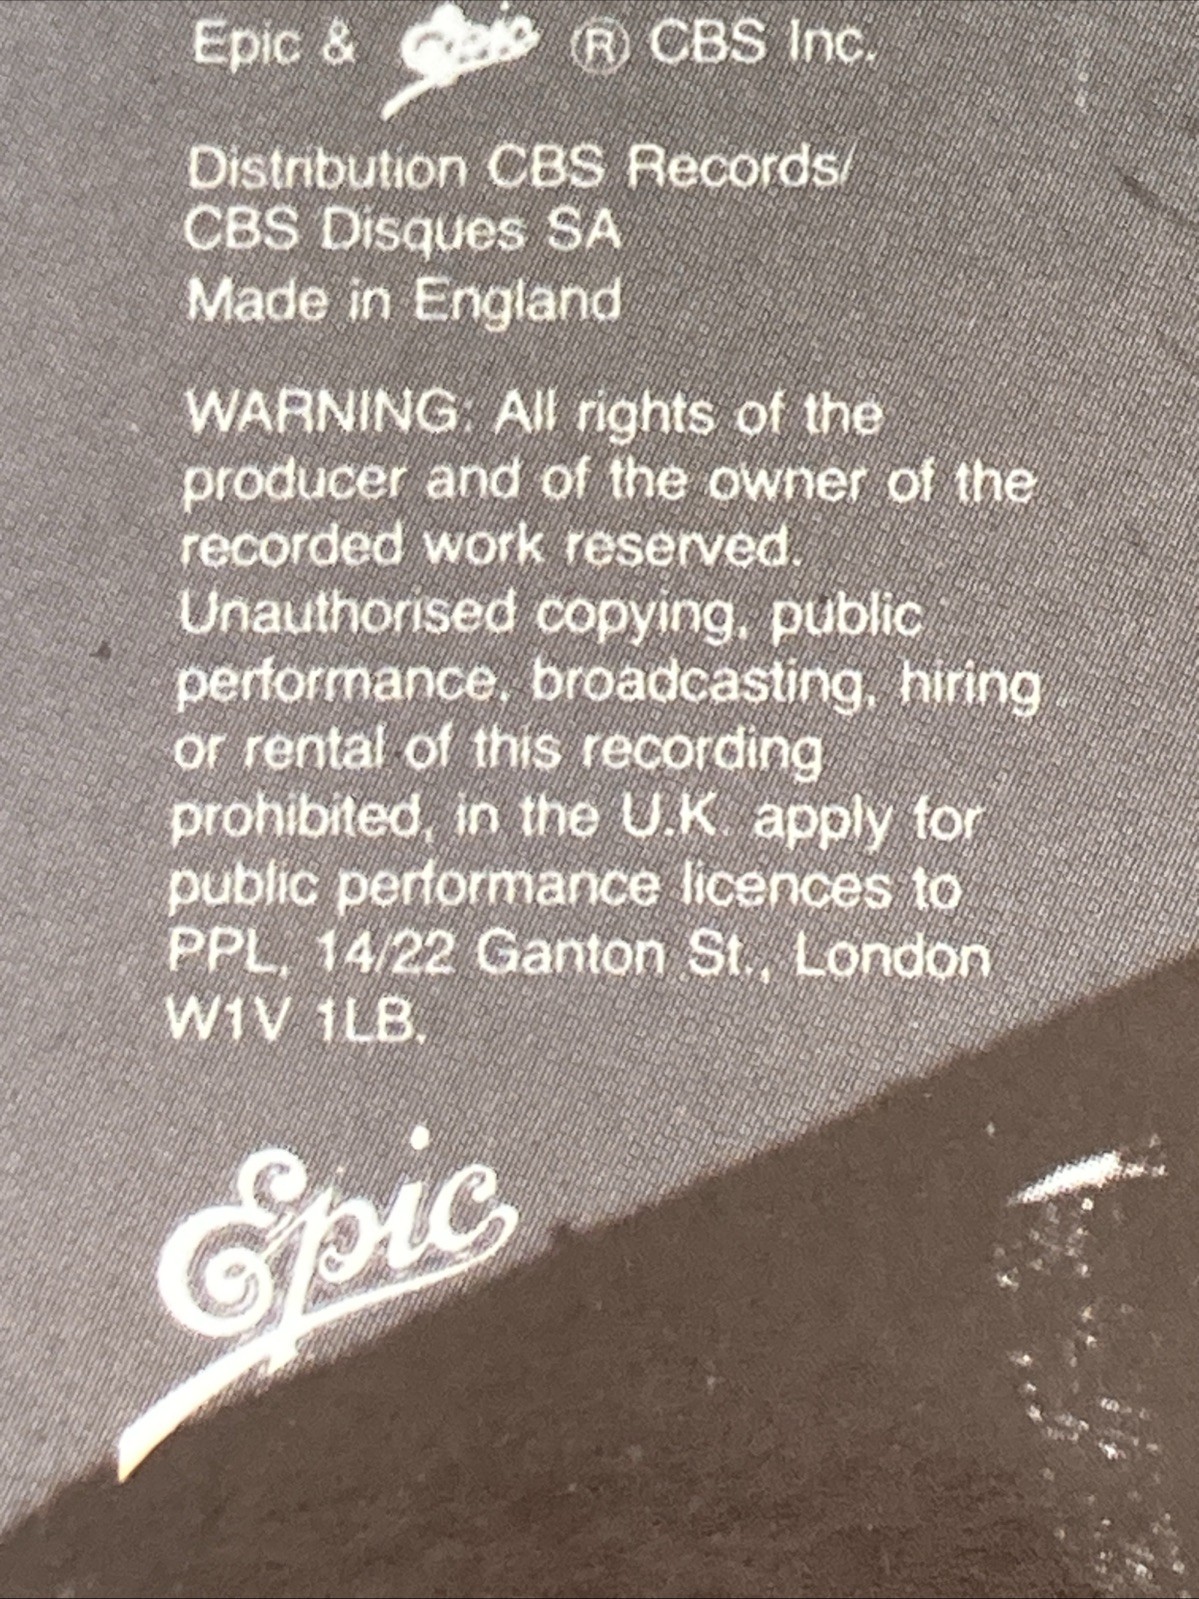 Epic & Epic ® CBS Inc.
Distribution CBS Records/
CBS Disques SA
Made in England
WARNING: All rights of the
producer and of the owner of the
recorded work reserved.
Unauthorised copying, public
performance, broadcasting, hiring
or rental of this recording
prohibited, in the U.K. apply for
public performance licences to
PPL, 14/22 Ganton St., London
W1V 1LB.
Epic